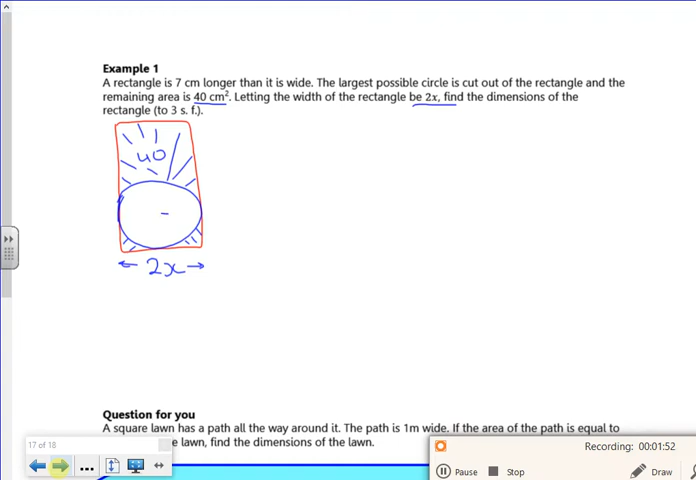 Example 1
A rectangle is 7 cm longer than it is wide. The largest possible circle is cut out of the rectangle and the
remaining area is 40 cm². Letting the width of the rectangle be 2x, find the dimensions of the
rectangle (to 3 s. f.).
40
2x
Question for you
A square lawn has a path all the way around it. The path is 1m wide. If the area of the path is equal to
e lawn, find the dimensions of the lawn.
17 of 18
Recording: 00:01:52
Pause
Stop
Draw